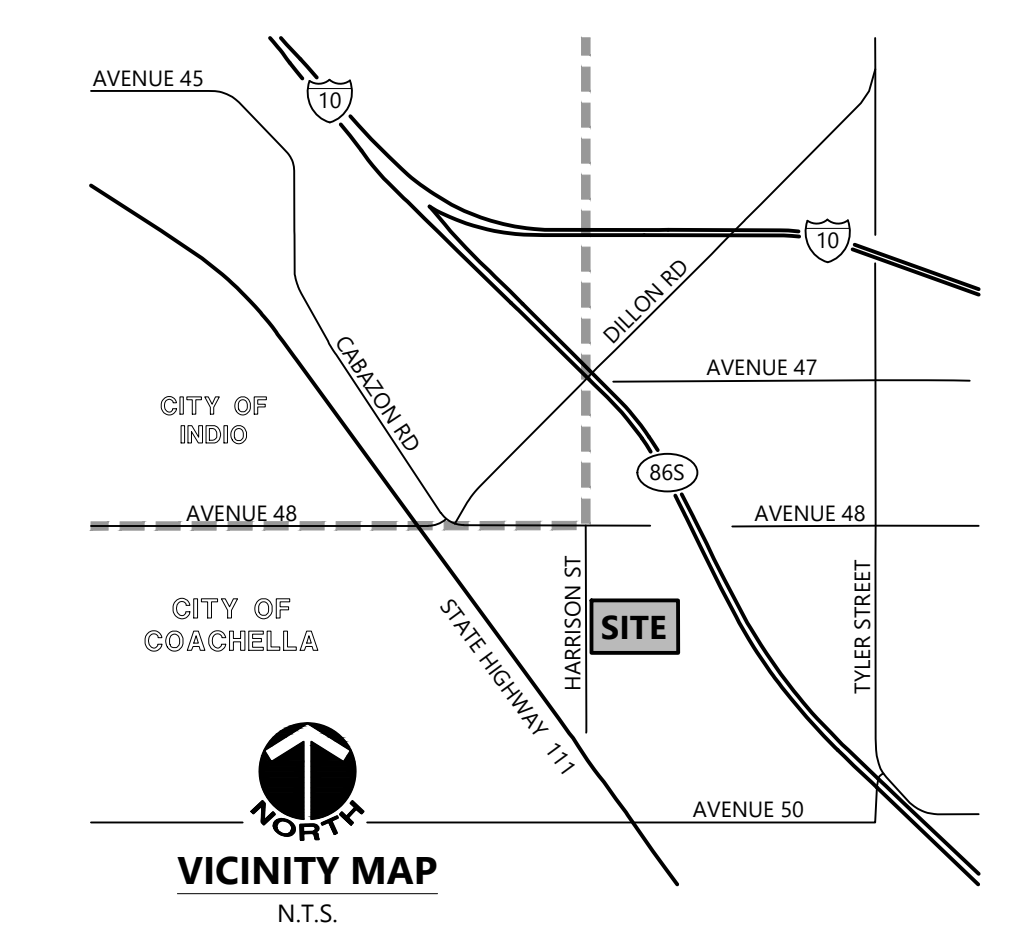 AVENUE 45
10
10
DILLON RD
CABAZON RD
AVENUE 47
CITY OF
INDIO
86S
AVENUE 48
AVENUE 48
HARRISON ST
TYLER STREET
CITY OF
COACHELLA
SITE
STATE HIGHWAY 111
NORTH
AVENUE 50
VICINITY MAP
N.T.S.